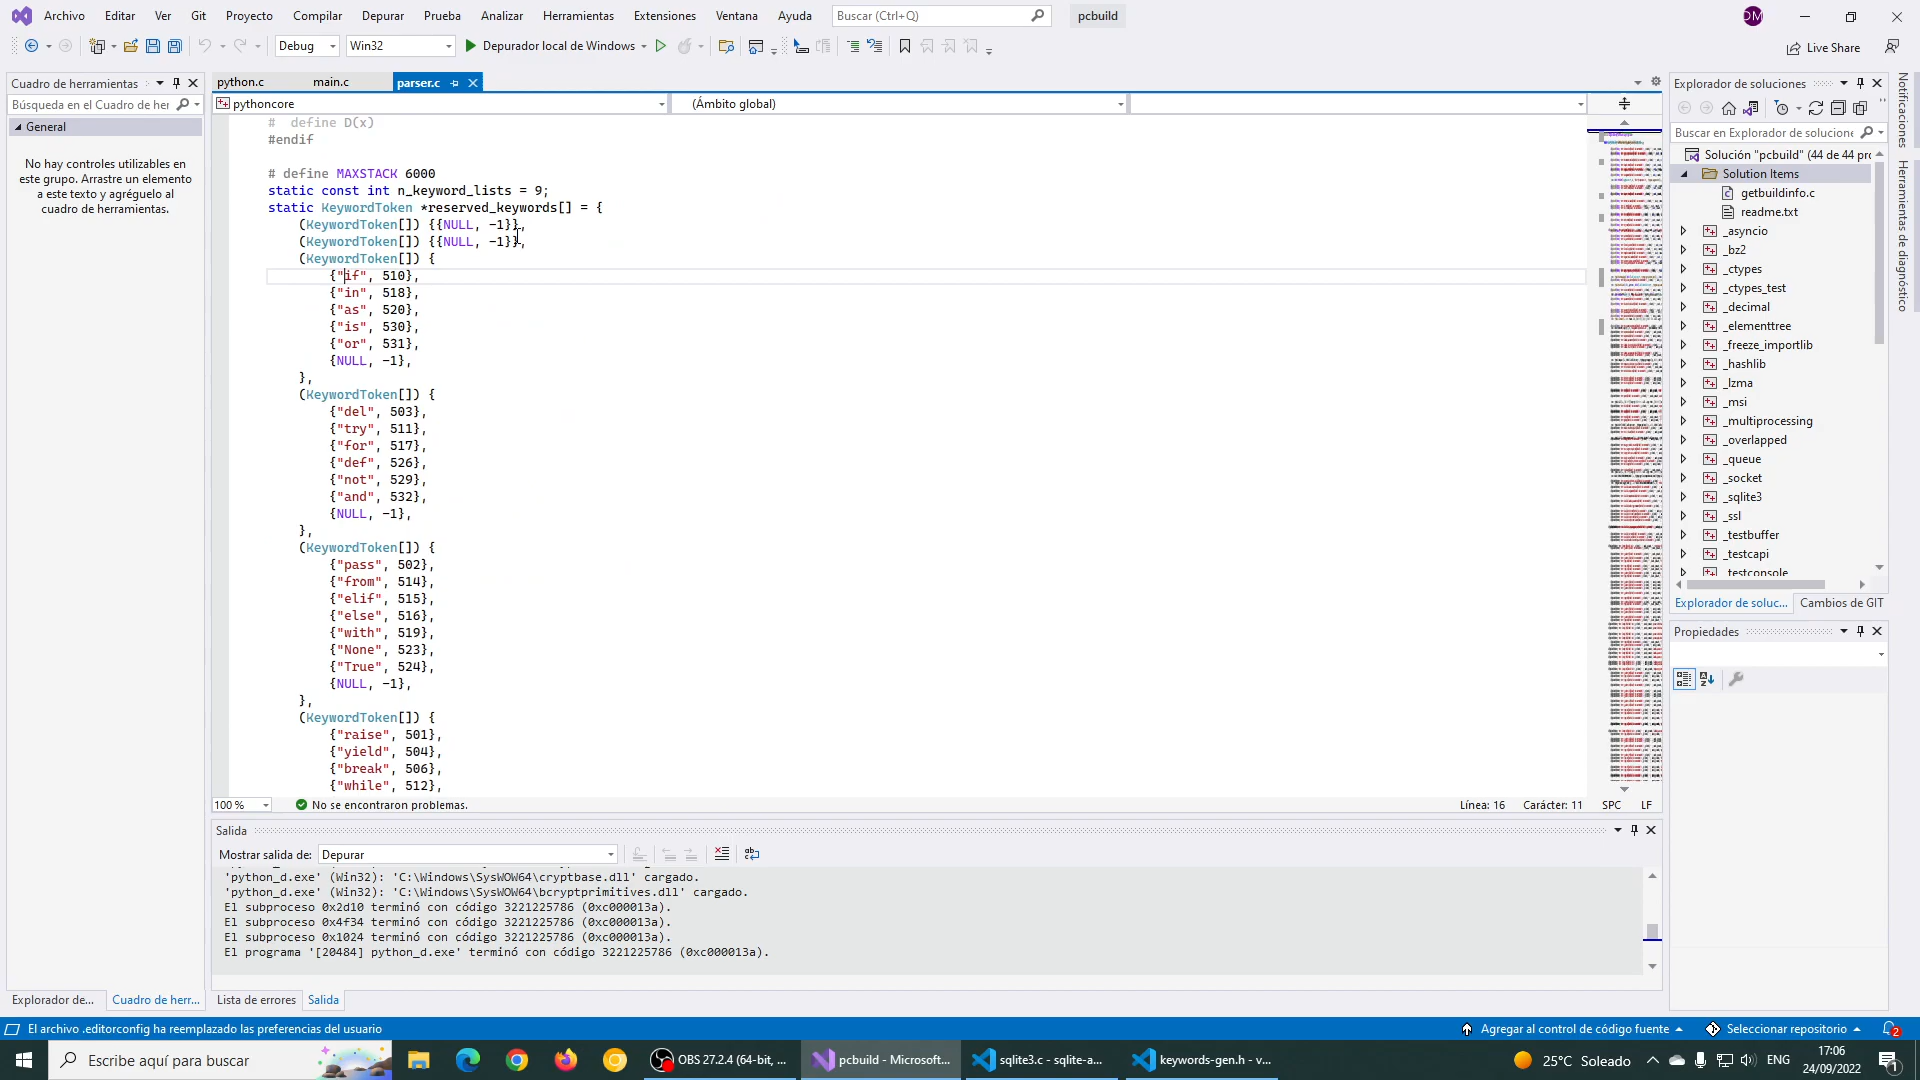 Archivo Editar Ver Git Proyecto Compilar Depurar Prueba Analizar Herramientas Extensiones Ventana Ayuda Buscar (Ctrl+Q) pcbuild DM
Debug Win32 Depurador local de Windows Live Share
Cuadro de herramientas
Búsqueda en el Cuadro de her
General
No hay controles utilizables en
este grupo. Arrastre un elemento
a este texto y agréguelo al
cuadro de herramientas.
python.c main.c parser.c
pythoncore (Ámbito global)
# define D(x)
#endif
# define MAXSTACK 6000
static const int n_keyword_lists = 9;
static KeywordToken *reserved_keywords[] = {
(KeywordToken[]) {{NULL, -1}},
(KeywordToken[]) {{NULL, -1}},
(KeywordToken[]) {
{"if", 510},
{"in", 518},
{"as", 520},
{"is", 530},
{"or", 531},
{NULL, -1},
},
(KeywordToken[]) {
{"del", 503},
{"try", 511},
{"for", 517},
{"def", 526},
{"not", 529},
{"and", 532},
{NULL, -1},
},
(KeywordToken[]) {
{"pass", 502},
{"from", 514},
{"elif", 515},
{"else", 516},
{"with", 519},
{"None", 523},
{"True", 524},
{NULL, -1},
},
(KeywordToken[]) {
{"raise", 501},
{"yield", 504},
{"break", 506},
{"while", 512},
100 % No se encontraron problemas. Línea: 16 Carácter: 11 SPC LF
Salida
Mostrar salida de: Depurar
'python_d.exe' (Win32): 'C:\Windows\SysWOW64\cryptbase.dll' cargado.
'python_d.exe' (Win32): 'C:\Windows\SysWOW64\bcryptprimitives.dll' cargado.
El subproceso 0x2d10 terminó con código 3221225786 (0xc000013a).
El subproceso 0x4f34 terminó con código 3221225786 (0xc000013a).
El subproceso 0x1024 terminó con código 3221225786 (0xc000013a).
El programa '[20484] python_d.exe' terminó con código 3221225786 (0xc000013a).
Explorador de... Cuadro de herr... Lista de errores Salida
Explorador de soluciones
Buscar en Explorador de solucione
Solución "pcbuild" (44 de 44 prc
Solution Items
getbuildinfo.c
readme.txt
_asyncio
_bz2
_ctypes
_ctypes_test
_decimal
_elementtree
_freeze_importlib
_hashlib
_lzma
_msi
_multiprocessing
_overlapped
_queue
_socket
_sqlite3
_ssl
_testbuffer
_testcapi
_testconsole
Explorador de soluc... Cambios de GIT
Propiedades
Notificaciones
Herramientas de diagnóstico
El archivo .editorconfig ha reemplazado las preferencias del usuario Agregar al control de código fuente Seleccionar repositorio 2
Escribe aquí para buscar OBS 27.2.4 (64-bit, ... pcbuild - Microsoft... sqlite3.c - sqlite-a... keywords-gen.h - v... 25°C Soleado ENG 17:06
24/09/2022 1